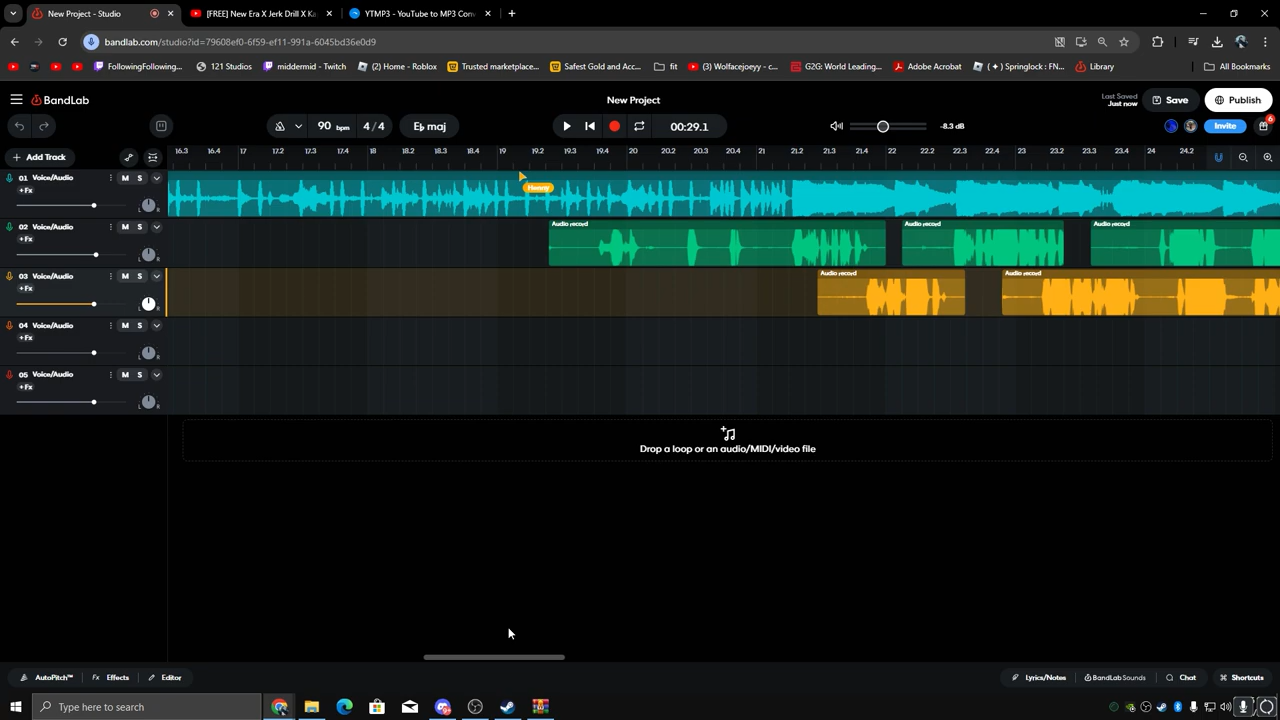 New Project - Studio
[FREE] New Era X Jerk Drill X Ka
YTMP3 - YouTube to MP3 Con
bandlab.com/studio?id=79608ef0-6f59-ef11-991a-6045bd36e0d9
FollowingFollowing...
121 Studios
middermid - Twitch
(2) Home - Roblox
Trusted marketplace...
Safest Gold and Acc...
fit
(3) Wolfacejoeyy - c...
G2G: World Leading...
Adobe Acrobat
( ✦ ) Springlock : FN...
Library
All Bookmarks
BandLab
New Project
Last Saved
Just now
Save
Publish
90 bpm
4 / 4
E♭ maj
00:29.1
-8.3 dB
Invite
6
+ Add Track
16.3 16.4 17 17.2 17.3 17.4 18 18.2 18.3 18.4 19 19.2 19.3 19.4 20 20.2 20.3 20.4 21 21.2 21.3 21.4 22 22.2 22.3 22.4 23 23.2 23.3 23.4 24 24.2
01 Voice/Audio M S
+Fx
L R
Henny
02 Voice/Audio M S
+Fx
L R
Audio record
Audio record
Audio record
03 Voice/Audio M S
+Fx
L R
Audio record
Audio record
04 Voice/Audio M S
+Fx
L R
05 Voice/Audio M S
+Fx
L R
Drop a loop or an audio/MIDI/video file
AutoPitch™
Fx Effects
Editor
Lyrics/Notes
BandLab Sounds
Chat
Shortcuts
Type here to search